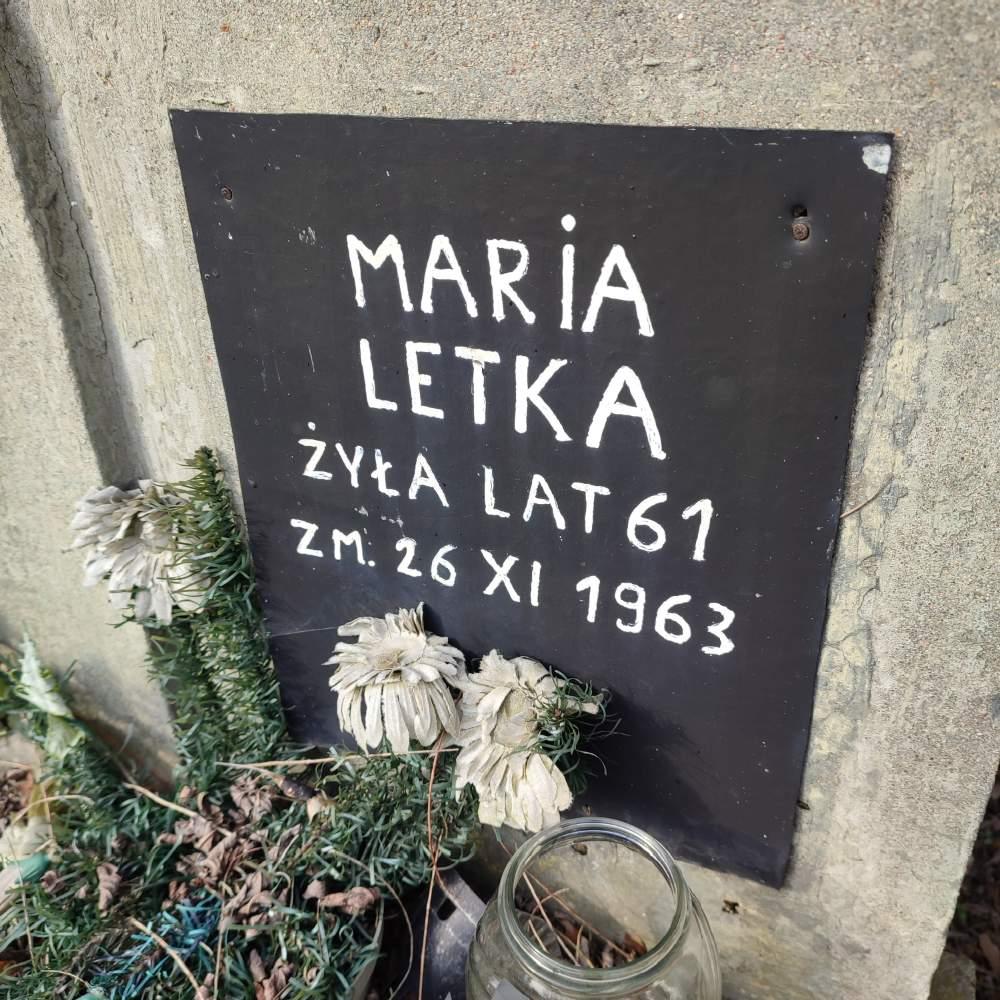 MARiA
LETKA
ŻYŁA LAT 61
ZM. 26 XI 1963